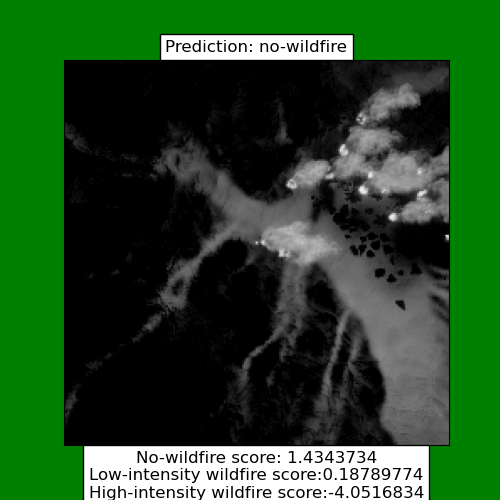 Prediction: no-wildfire
No-wildfire score: 1.4343734
Low-intensity wildfire score:0.18789774
High-intensity wildfire score:-4.0516834